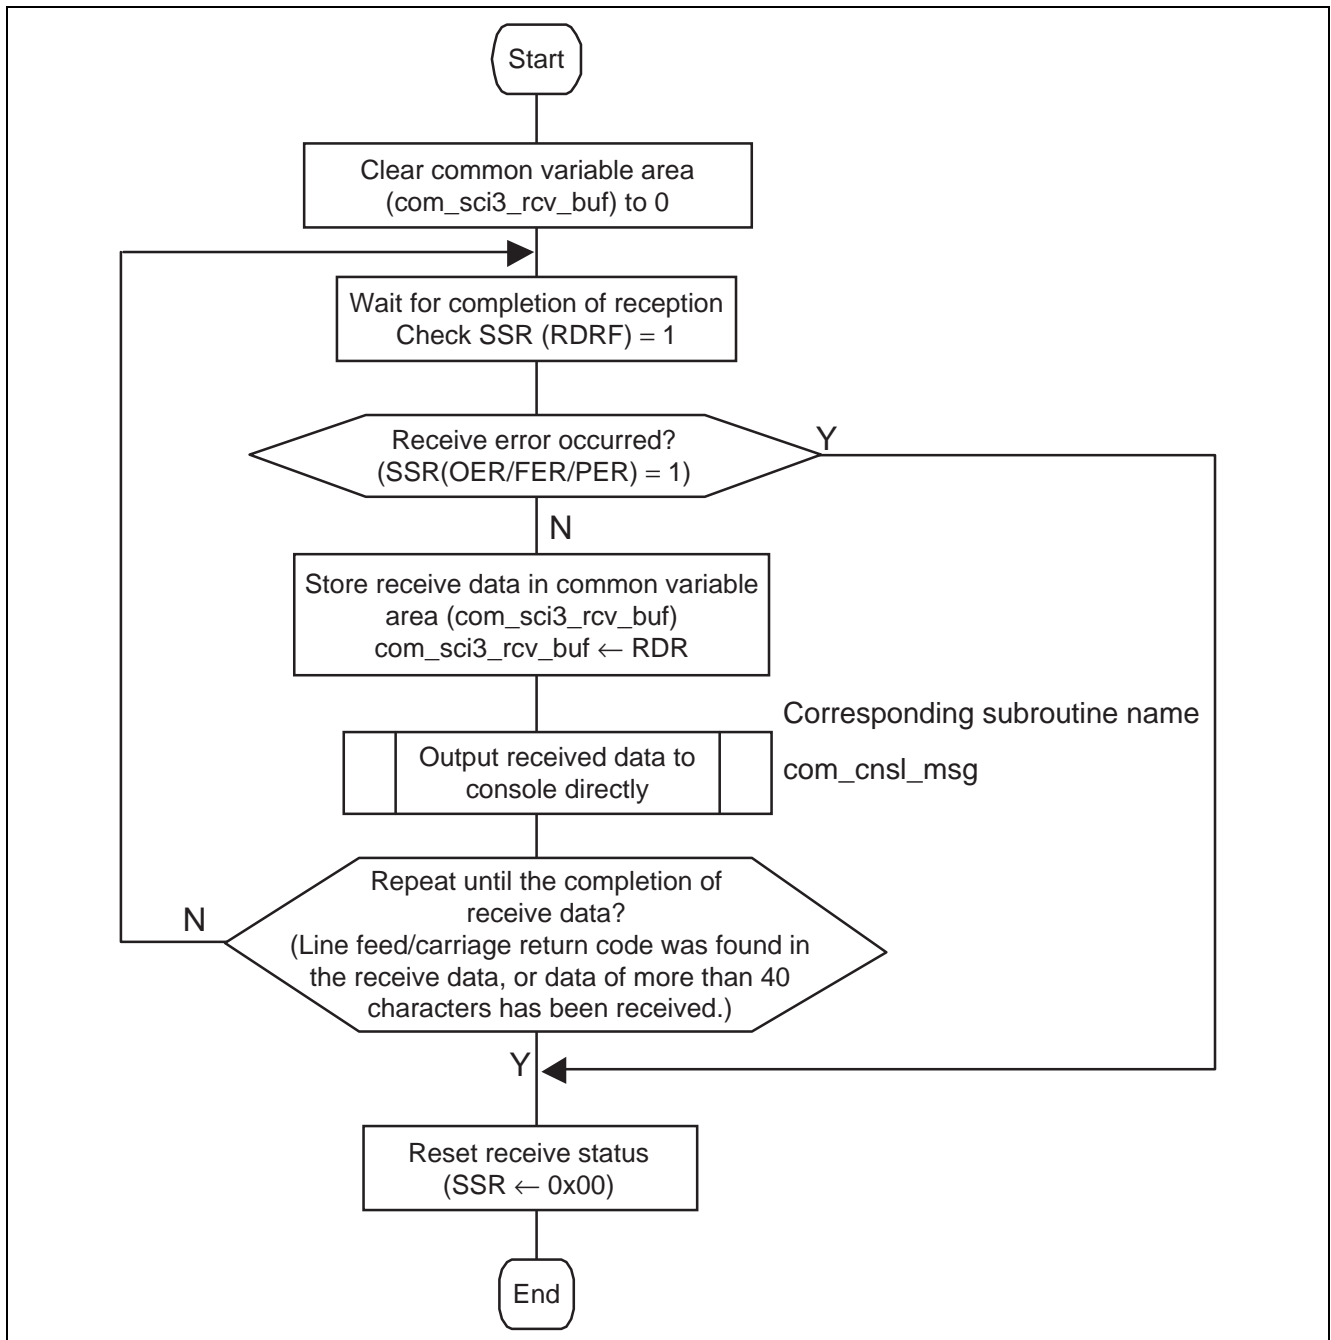 Start
Clear common variable area
(com_sci3_rcv_buf) to 0
Wait for completion of reception
Check SSR (RDRF) = 1
Receive error occurred?
(SSR(OER/FER/PER) = 1)
Y
N
Store receive data in common variable
area (com_sci3_rcv_buf)
com_sci3_rcv_buf ← RDR
Corresponding subroutine name
Output received data to
console directly
com_cnsl_msg
Repeat until the completion of
receive data?
(Line feed/carriage return code was found in
the receive data, or data of more than 40
characters has been received.)
N
Y
Reset receive status
(SSR ← 0x00)
End